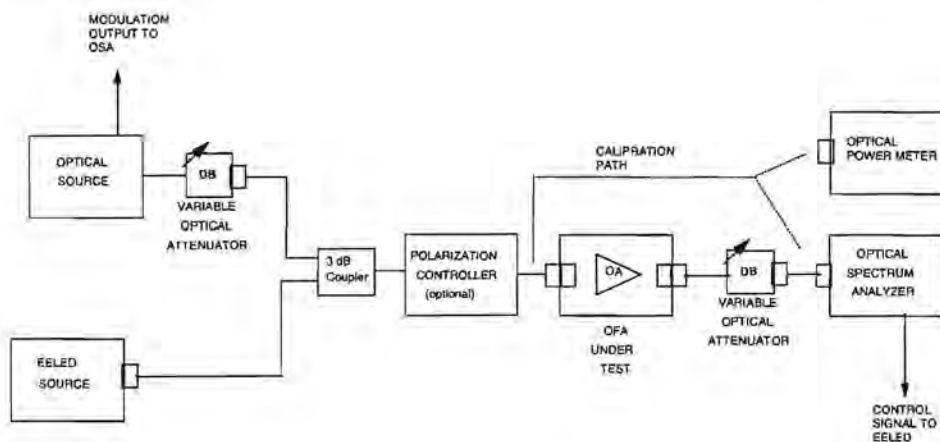 MODULATION
OUTPUT TO
OSA
OPTICAL
SOURCE
DB
VARIABLE
OPTICAL
ATTENUATOR
3 dB
Coupler
POLARIZATION
CONTROLLER
(optional)
CALIPRATION
PATH
OPTICAL
POWER METER
OA
OFA
UNDER
TEST
DB
VARIABLE
OPTICAL
ATTENUATOR
OPTICAL
SPECTRUM
ANALYZER
EELED
SOURCE
CONTROL
SIGNAL TO
EELED